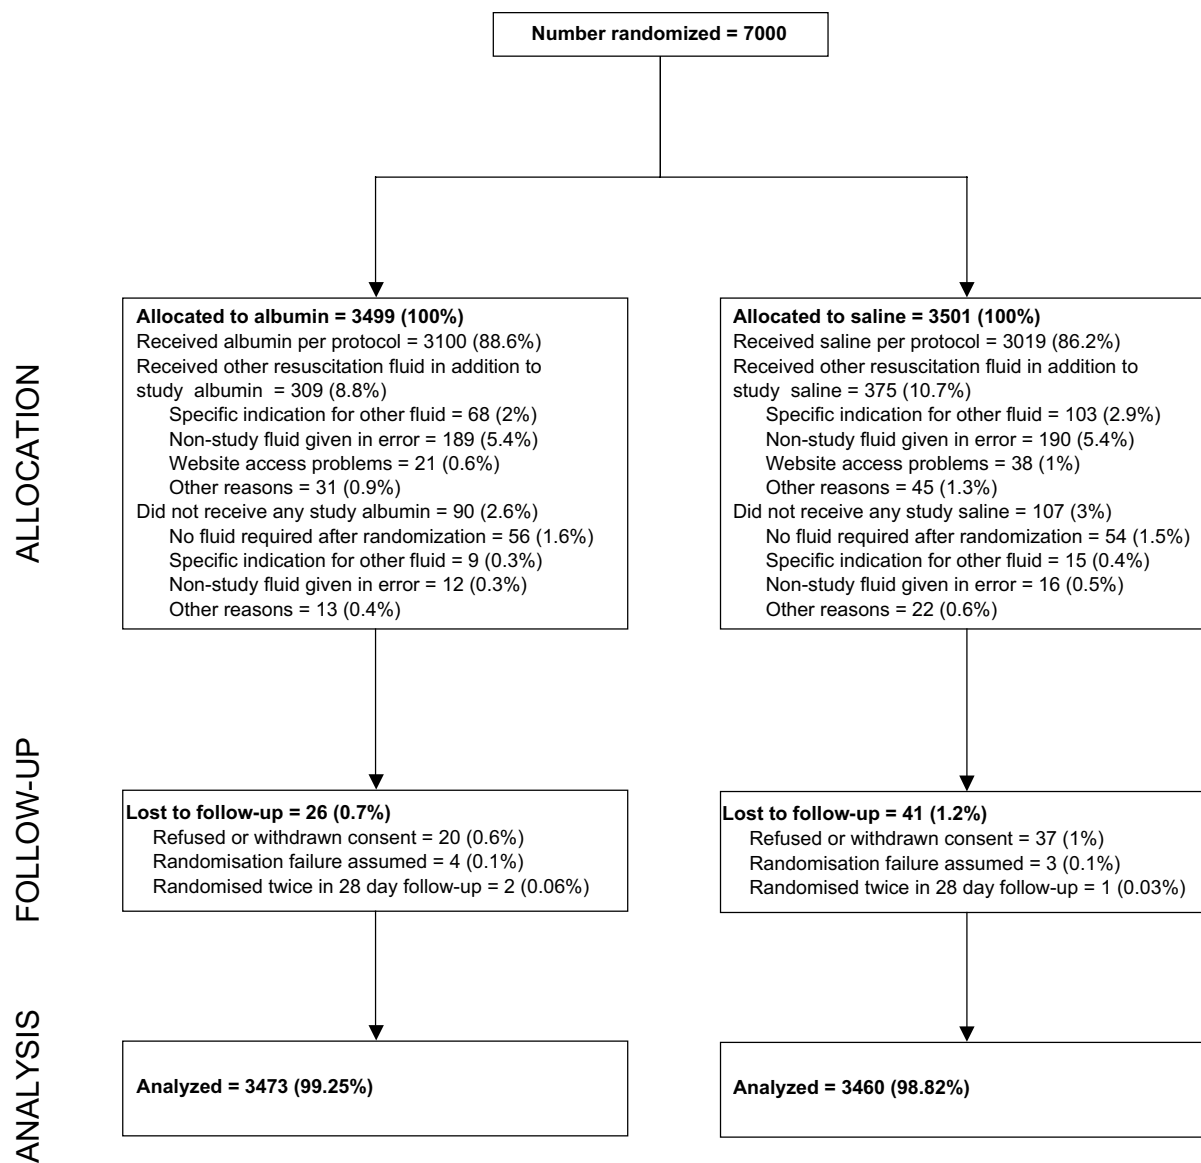 Number randomized = 7000
ALLOCATION
Allocated to albumin = 3499 (100%)
Received albumin per protocol = 3100 (88.6%)
Received other resuscitation fluid in addition to
study albumin = 309 (8.8%)
Specific indication for other fluid = 68 (2%)
Non-study fluid given in error = 189 (5.4%)
Website access problems = 21 (0.6%)
Other reasons = 31 (0.9%)
Did not receive any study albumin = 90 (2.6%)
No fluid required after randomization = 56 (1.6%)
Specific indication for other fluid = 9 (0.3%)
Non-study fluid given in error = 12 (0.3%)
Other reasons = 13 (0.4%)
Allocated to saline = 3501 (100%)
Received saline per protocol = 3019 (86.2%)
Received other resuscitation fluid in addition to
study saline = 375 (10.7%)
Specific indication for other fluid = 103 (2.9%)
Non-study fluid given in error = 190 (5.4%)
Website access problems = 38 (1%)
Other reasons = 45 (1.3%)
Did not receive any study saline = 107 (3%)
No fluid required after randomization = 54 (1.5%)
Specific indication for other fluid = 15 (0.4%)
Non-study fluid given in error = 16 (0.5%)
Other reasons = 22 (0.6%)
FOLLOW-UP
Lost to follow-up = 26 (0.7%)
Refused or withdrawn consent = 20 (0.6%)
Randomisation failure assumed = 4 (0.1%)
Randomised twice in 28 day follow-up = 2 (0.06%)
Lost to follow-up = 41 (1.2%)
Refused or withdrawn consent = 37 (1%)
Randomisation failure assumed = 3 (0.1%)
Randomised twice in 28 day follow-up = 1 (0.03%)
ANALYSIS
Analyzed = 3473 (99.25%)
Analyzed = 3460 (98.82%)